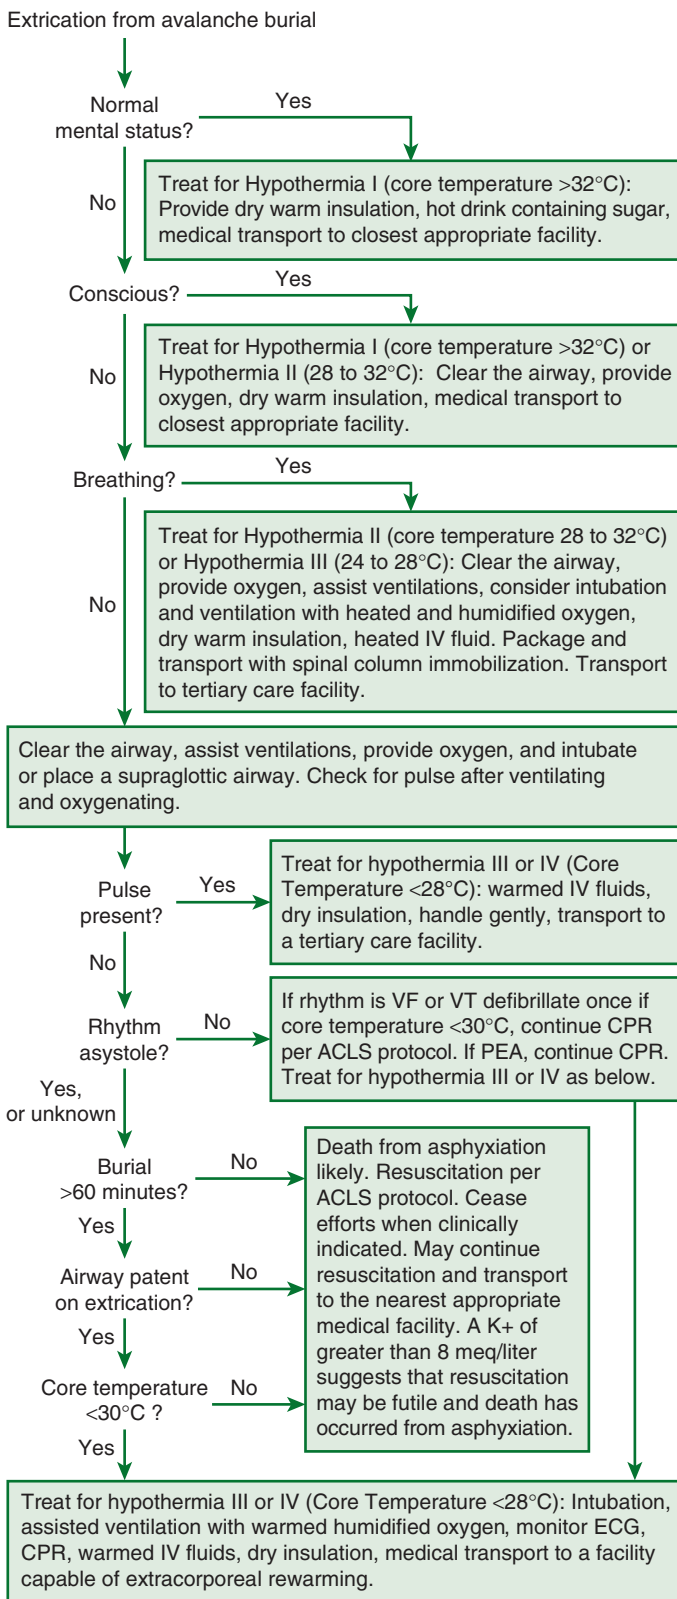 Extrication from avalanche burial
Normal
mental status?
Yes
No
Treat for Hypothermia I (core temperature >32°C):
Provide dry warm insulation, hot drink containing sugar,
medical transport to closest appropriate facility.
Conscious?
Yes
No
Treat for Hypothermia I (core temperature >32°C) or
Hypothermia II (28 to 32°C): Clear the airway, provide
oxygen, dry warm insulation, medical transport to
closest appropriate facility.
Breathing?
Yes
No
Treat for Hypothermia II (core temperature 28 to 32°C)
or Hypothermia III (24 to 28°C): Clear the airway,
provide oxygen, assist ventilations, consider intubation
and ventilation with heated and humidified oxygen,
dry warm insulation, heated IV fluid. Package and
transport with spinal column immobilization. Transport
to tertiary care facility.
Clear the airway, assist ventilations, provide oxygen, and intubate
or place a supraglottic airway. Check for pulse after ventilating
and oxygenating.
Pulse
present?
Yes
No
Treat for hypothermia III or IV (Core
Temperature <28°C): warmed IV fluids,
dry insulation, handle gently, transport to
a tertiary care facility.
Rhythm
asystole?
No
Yes,
or unknown
If rhythm is VF or VT defibrillate once if
core temperature <30°C, continue CPR
per ACLS protocol. If PEA, continue CPR.
Treat for hypothermia III or IV as below.
Burial
>60 minutes?
No
Yes
Airway patent
on extrication?
No
Yes
Core temperature
<30°C ?
No
Yes
Death from asphyxiation
likely. Resuscitation per
ACLS protocol. Cease
efforts when clinically
indicated. May continue
resuscitation and transport
to the nearest appropriate
medical facility. A K+ of
greater than 8 meq/liter
suggests that resuscitation
may be futile and death has
occurred from asphyxiation.
Treat for hypothermia III or IV (Core Temperature <28°C): Intubation,
assisted ventilation with warmed humidified oxygen, monitor ECG,
CPR, warmed IV fluids, dry insulation, medical transport to a facility
capable of extracorporeal rewarming.